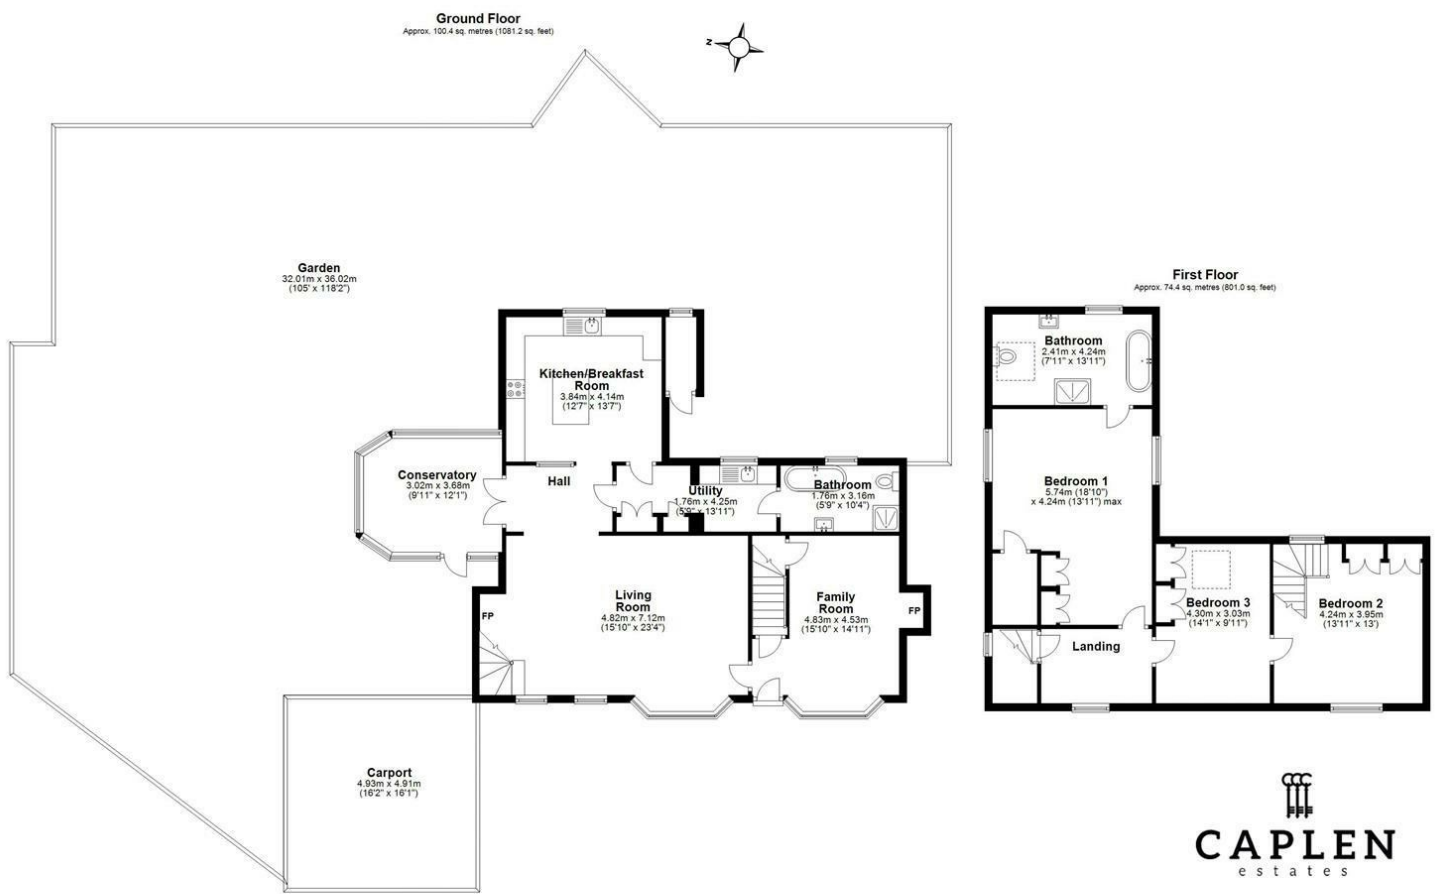 Ground Floor
Approx. 100.4 sq. metres (1081.2 sq. feet)
N
Garden
32.01m x 36.02m
(105' x 118'2")
First Floor
Approx. 74.4 sq. metres (801.0 sq. feet)
Kitchen/Breakfast
Room
3.84m x 4.14m
(12'7" x 13'7")
Conservatory
3.02m x 3.68m
(9'11" x 12'1")
Hall
Utility
1.76m x 4.25m
(5'9" x 13'11")
Bathroom
1.76m x 3.16m
(5'9" x 10'4")
FP
Living
Room
4.82m x 7.12m
(15'10" x 23'4")
Family
Room
4.83m x 4.53m
(15'10" x 14'11")
FP
Carport
4.93m x 4.91m
(16'2" x 16'1")
Bathroom
2.41m x 4.24m
(7'11" x 13'11")
Bedroom 1
5.74m (18'10")
x 4.24m (13'11") max
Bedroom 3
4.30m x 3.03m
(14'1" x 9'11")
Bedroom 2
4.24m x 3.95m
(13'11" x 13')
Landing
CAPLEN
estates